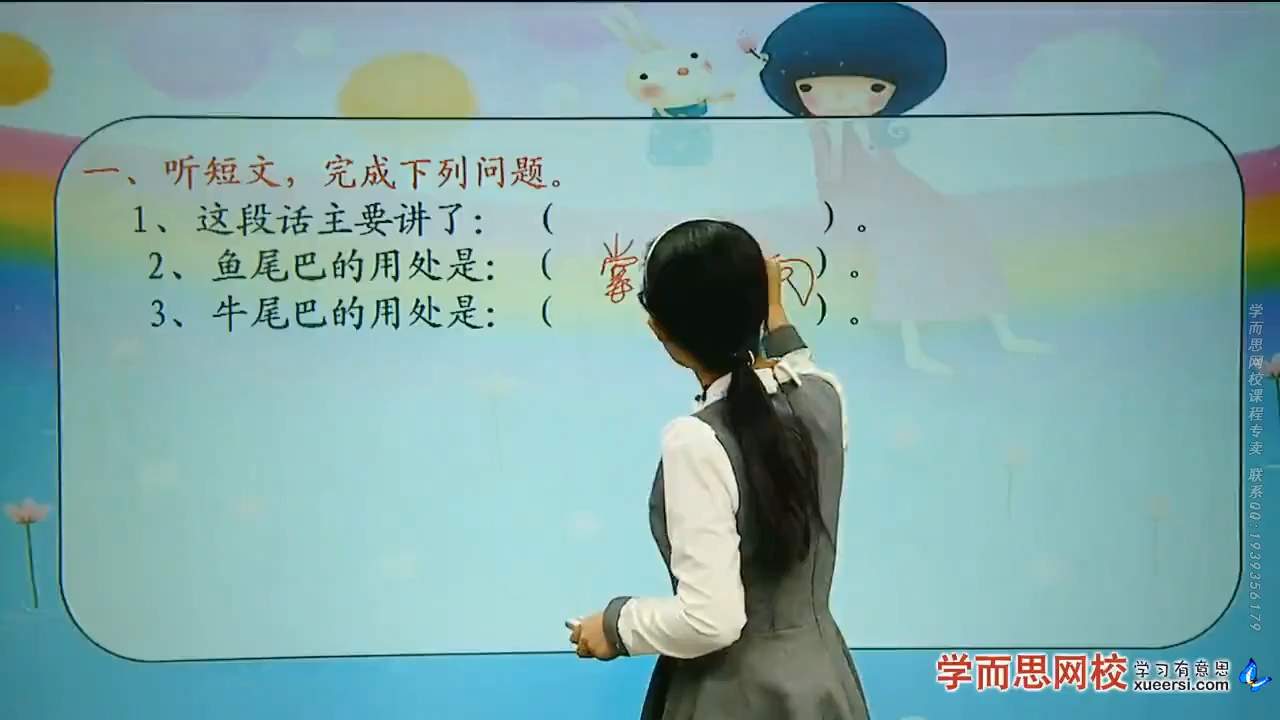 一、听短文，完成下列问题。
1、这段话主要讲了：（ ）。
2、鱼尾巴的用处是：（ 掌 ）。
3、牛尾巴的用处是：（ ）。
学而思网校课程专卖 联系QQ:1939356179
学而思网校 学习有意思
xueersi.com